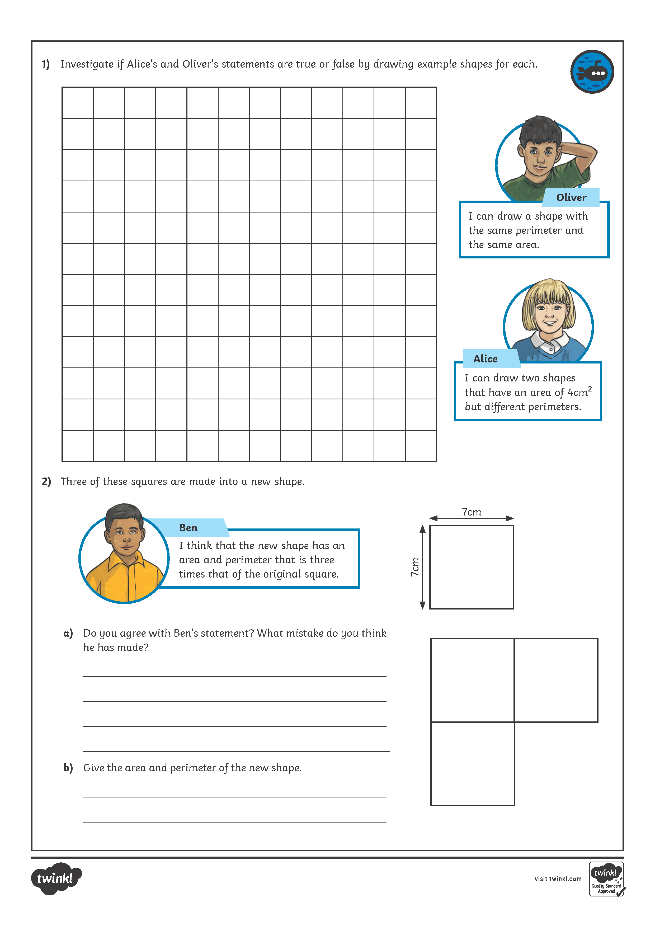 1) Investigate if Alice's and Oliver's statements are true or false by drawing example shapes for each.
Oliver
I can draw a shape with
the same perimeter and
the same area.
Alice
I can draw two shapes
that have an area of 4cm²
but different perimeters.
2) Three of these squares are made into a new shape.
Ben
I think that the new shape has an
area and perimeter that is three
times that of the original square.
7cm
7cm
a) Do you agree with Ben's statement? What mistake do you think
he has made?
b) Give the area and perimeter of the new shape.
twinkl
visit twinkl.com
twinkl
Quality Standard
Approved